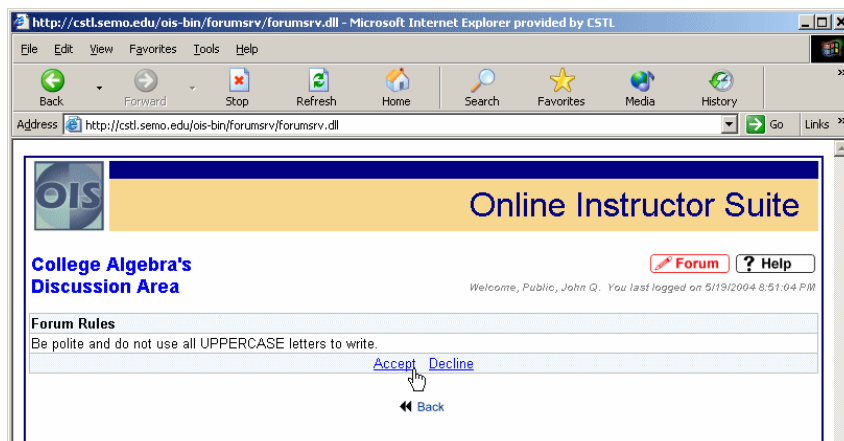 http://cstl.semo.edu/ois-bin/forumsrv/forumsrv.dll - Microsoft Internet Explorer provided by CSTL
File Edit View Favorites Tools Help
Back Forward Stop Refresh Home Search Favorites Media History »
Address http://cstl.semo.edu/ois-bin/forumsrv/forumsrv.dll Go Links »
OIS Online Instructor Suite
College Algebra's
Discussion Area
Forum ? Help
Welcome, Public, John Q. You last logged on 5/19/2004 8:51:04 PM
Forum Rules
Be polite and do not use all UPPERCASE letters to write.
Accept Decline
Back